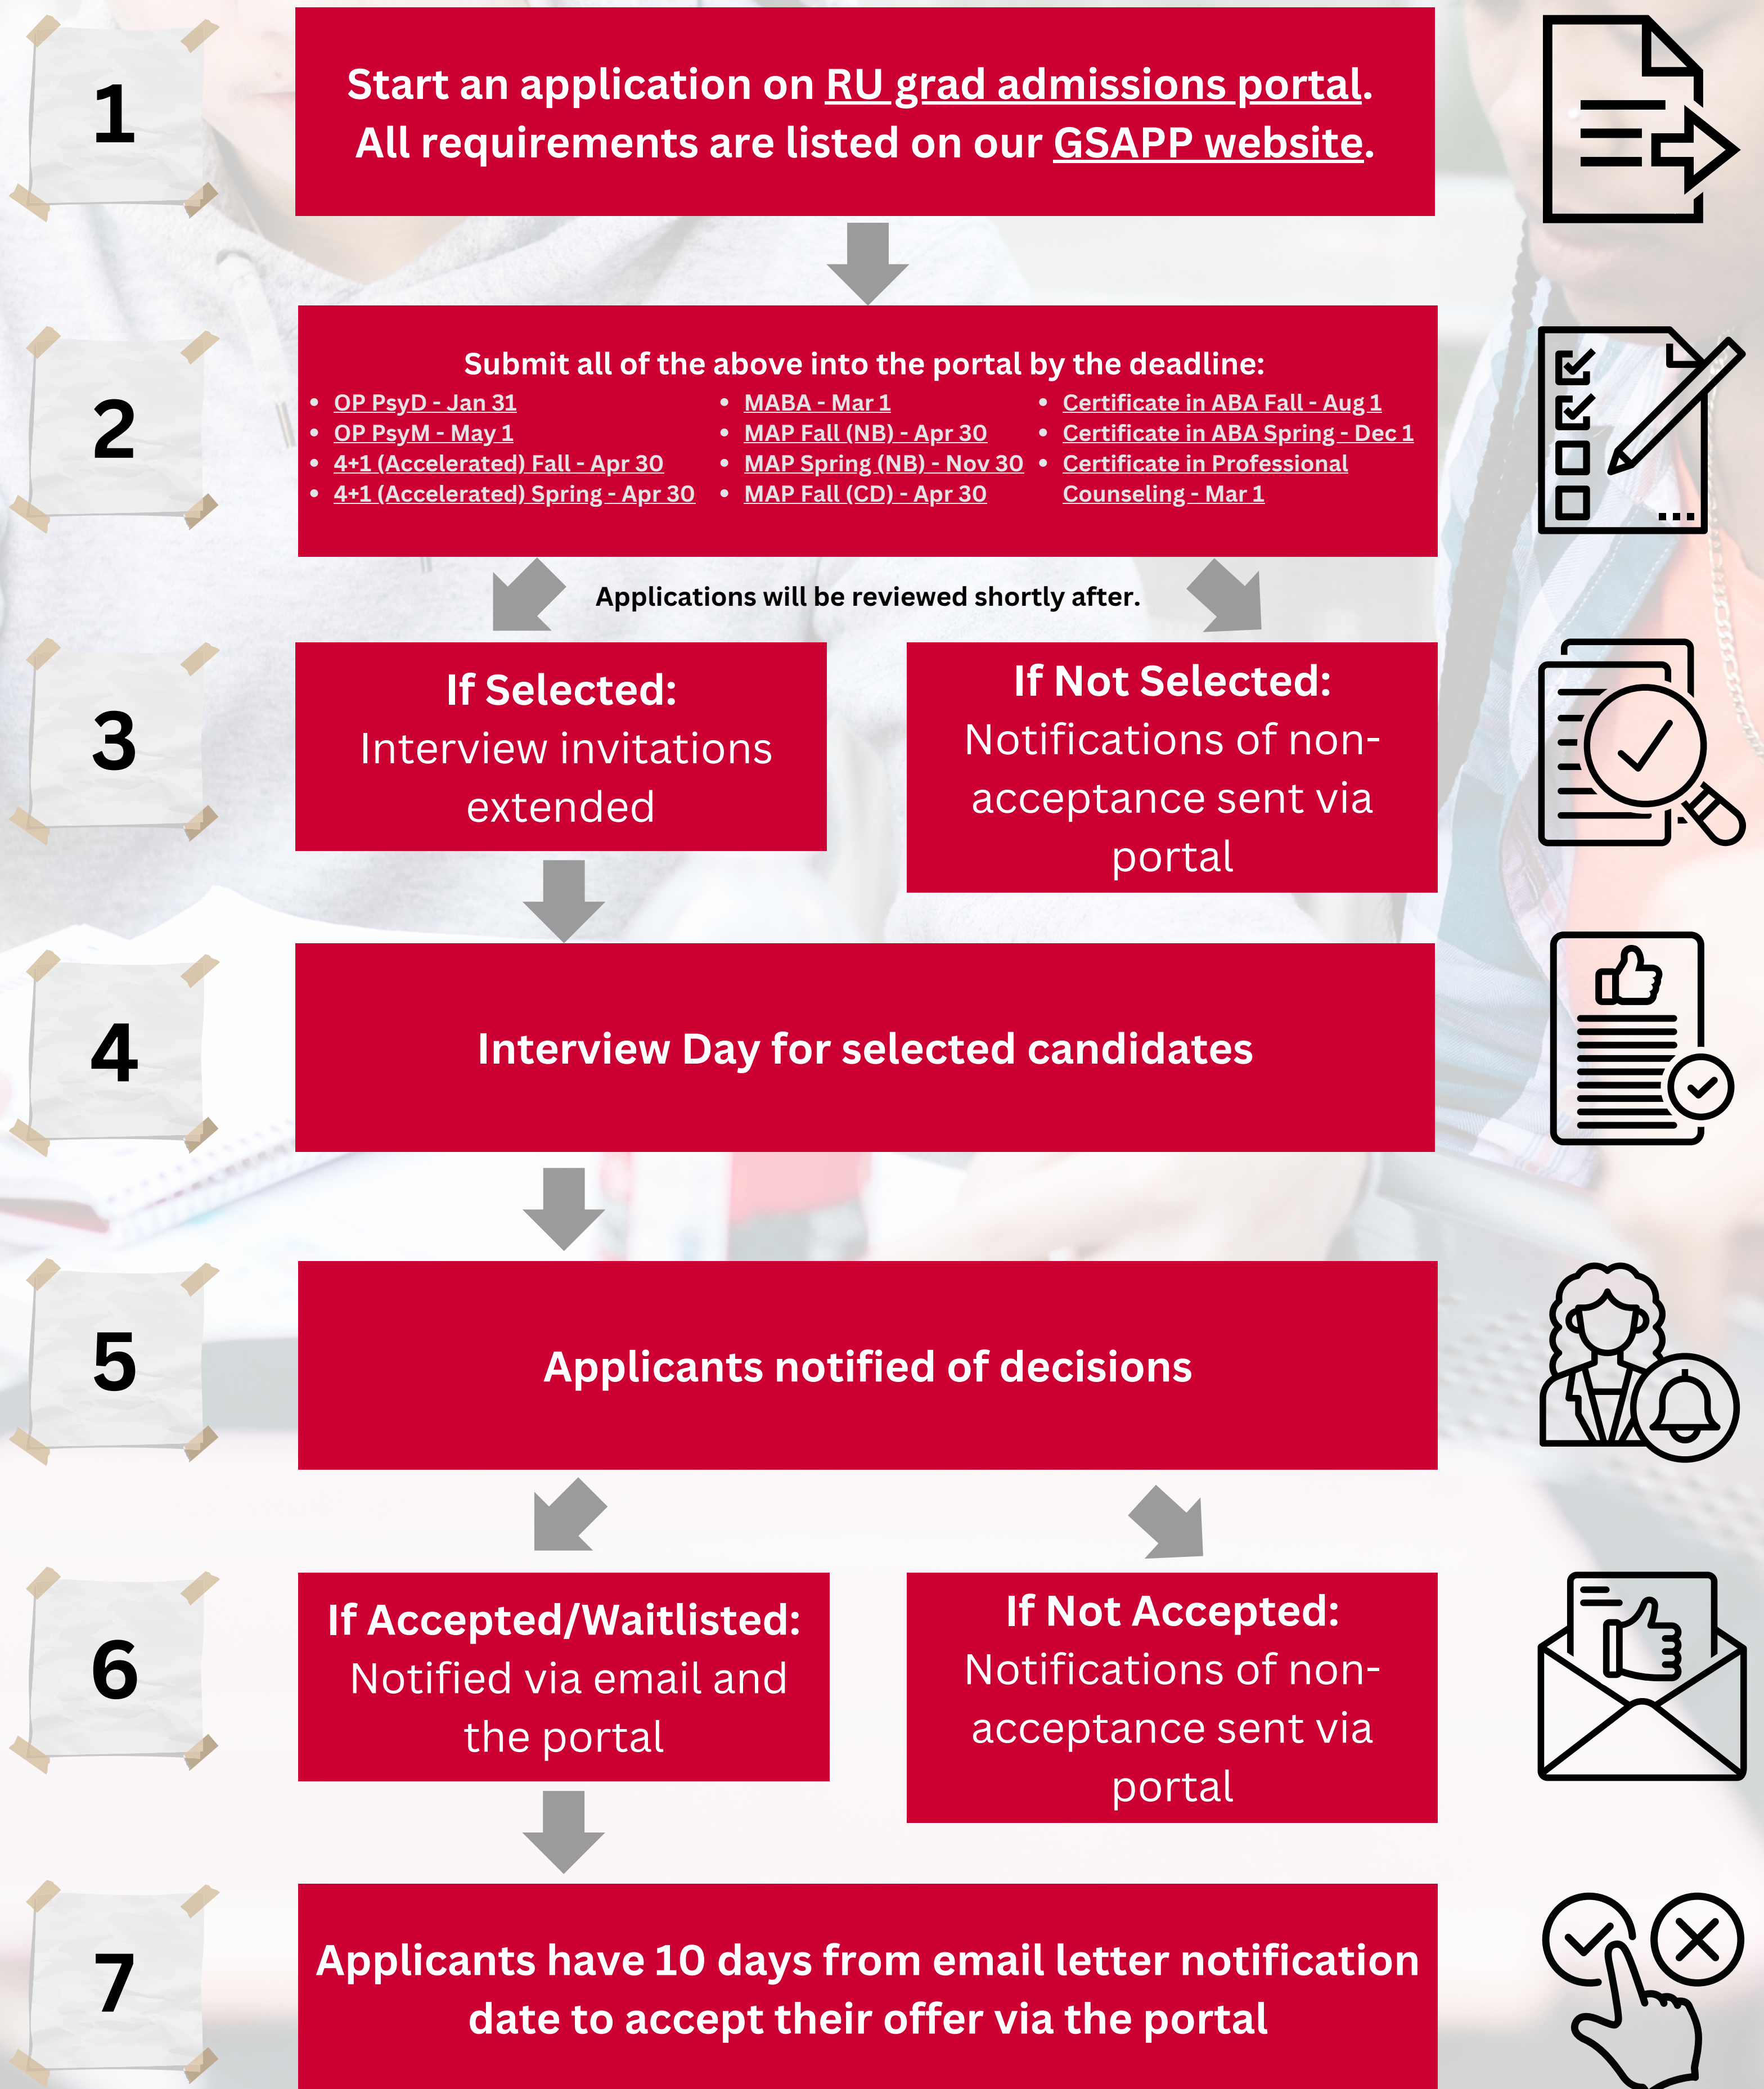 1
Start an application on RU grad admissions portal.
All requirements are listed on our GSAPP website.
2
Submit all of the above into the portal by the deadline:
• OP PsyD - Jan 31
• OP PsyM - May 1
• 4+1 (Accelerated) Fall - Apr 30
• 4+1 (Accelerated) Spring - Apr 30
• MABA - Mar 1
• MAP Fall (NB) - Apr 30
• MAP Spring (NB) - Nov 30
• MAP Fall (CD) - Apr 30
• Certificate in ABA Fall - Aug 1
• Certificate in ABA Spring - Dec 1
• Certificate in Professional
Counseling - Mar 1
Applications will be reviewed shortly after.
3
If Selected:
Interview invitations
extended
If Not Selected:
Notifications of non-
acceptance sent via
portal
4
Interview Day for selected candidates
5
Applicants notified of decisions
6
If Accepted/Waitlisted:
Notified via email and
the portal
If Not Accepted:
Notifications of non-
acceptance sent via
portal
7
Applicants have 10 days from email letter notification
date to accept their offer via the portal